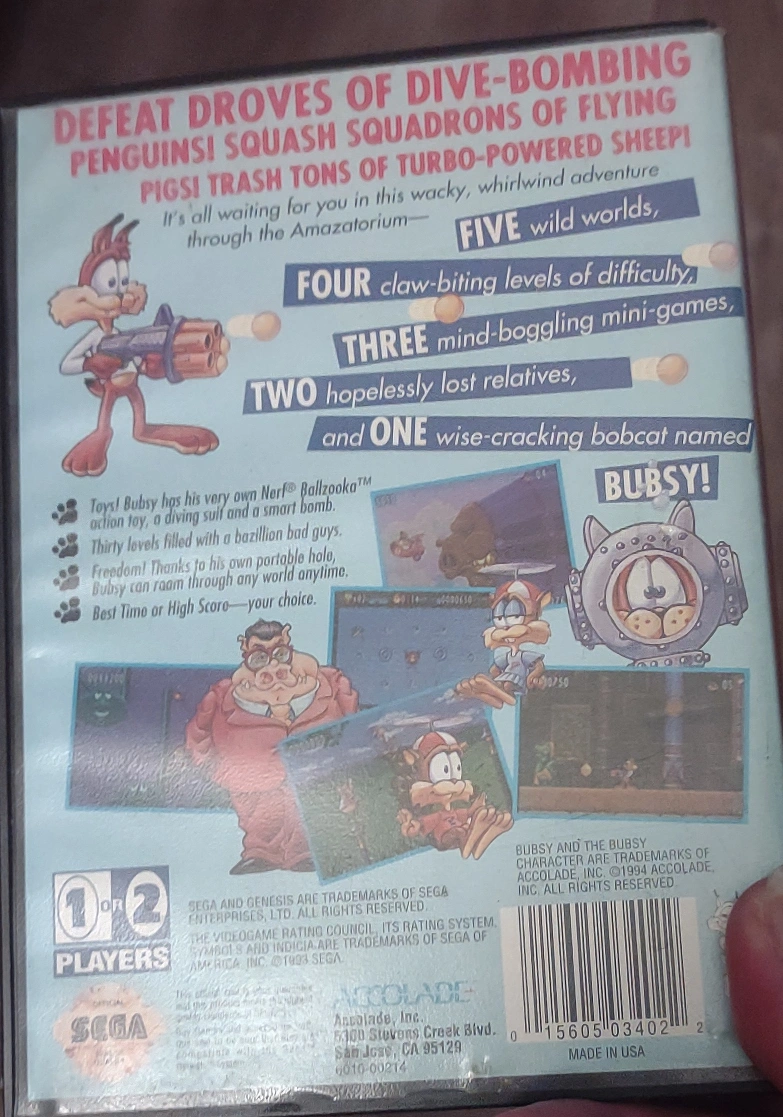 DEFEAT DROVES OF DIVE-BOMBING
PENGUINS! SQUASH SQUADRONS OF FLYING
PIGS! TRASH TONS OF TURBO-POWERED SHEEP!
It's all waiting for you in this wacky, whirlwind adventure
through the Amazatorium—
FIVE wild worlds,
FOUR claw-biting levels of difficulty,
THREE mind-boggling mini-games,
TWO hopelessly lost relatives,
and ONE wise-cracking bobcat named
BUBSY!
Toys! Bubsy has his very own Nerf® Ballzooka™
action toy, a diving suit and a smart bomb.
Thirty levels filled with a bazillion bad guys.
Freedom! Thanks to his own portable hole,
Bubsy can roam through any world anytime.
Best Time or High Score—your choice.
1 OR 2
PLAYERS
SEGA AND GENESIS ARE TRADEMARKS OF SEGA
ENTERPRISES, LTD. ALL RIGHTS RESERVED.
THE VIDEOGAME RATING COUNCIL, ITS RATING SYSTEM,
SYMBOLS AND INDICIA ARE TRADEMARKS OF SEGA OF
AMERICA, INC. ©1993 SEGA.
BUBSY AND THE BUBSY
CHARACTER ARE TRADEMARKS OF
ACCOLADE, INC. ©1994 ACCOLADE,
INC. ALL RIGHTS RESERVED.
OFFICIAL
SEGA
ACCOLADE
Accolade, Inc.
5300 Stevens Creek Blvd.
San Jose, CA 95129
6010-00214
0 15605 03402 2
MADE IN USA